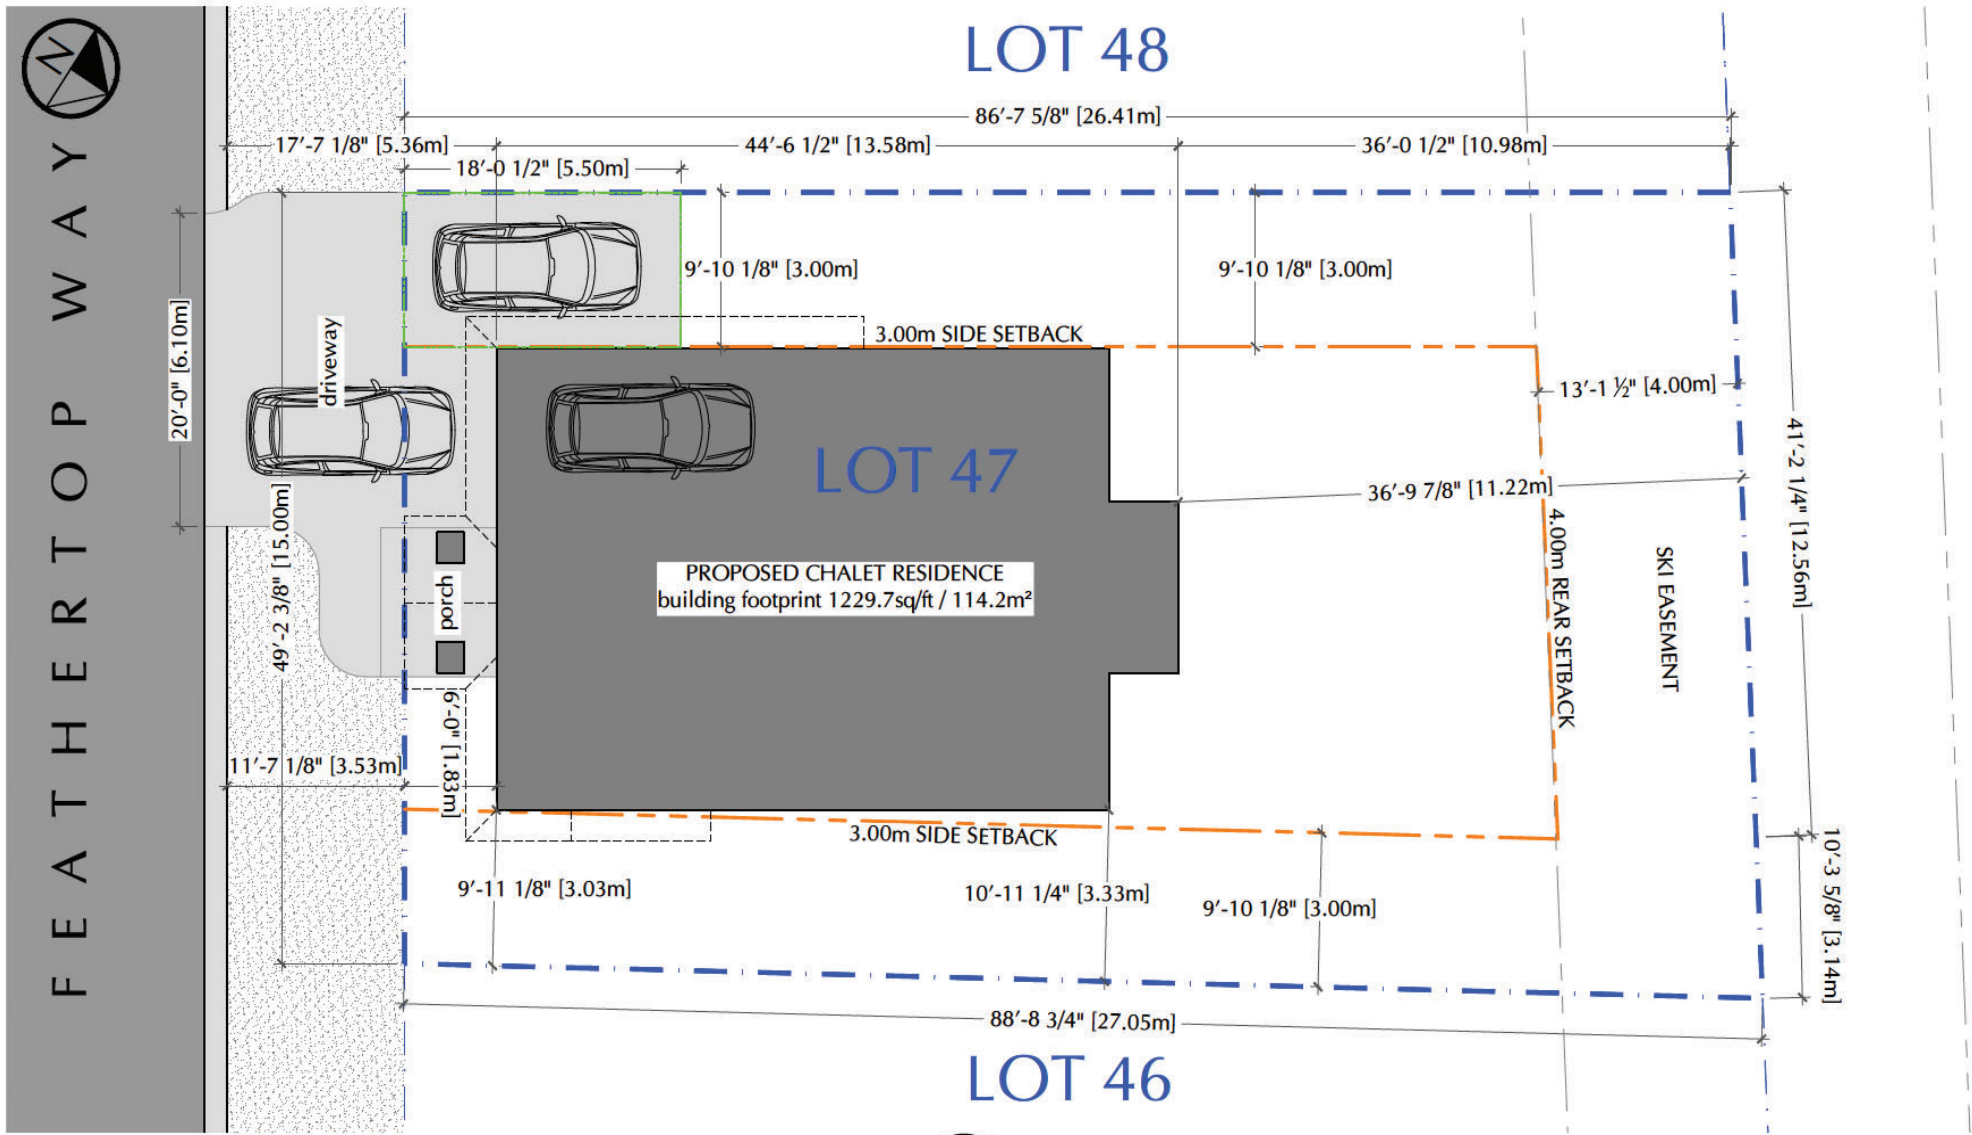 N
FEATHERTOP WAY
LOT 48
86'-7 5/8" [26.41m]
17'-7 1/8" [5.36m]
44'-6 1/2" [13.58m]
36'-0 1/2" [10.98m]
18'-0 1/2" [5.50m]
9'-10 1/8" [3.00m]
9'-10 1/8" [3.00m]
20'-0" [6.10m]
driveway
3.00m SIDE SETBACK
13'-1 ½" [4.00m]
41'-2 1/4" [12.56m]
LOT 47
36'-9 7/8" [11.22m]
49'-2 3/8" [15.00m]
porch
PROPOSED CHALET RESIDENCE
building footprint 1229.7sq/ft / 114.2m²
4.00m REAR SETBACK
SKI EASEMENT
11'-7 1/8" [3.53m]
6'-0" [1.83m]
3.00m SIDE SETBACK
9'-11 1/8" [3.03m]
10'-11 1/4" [3.33m]
9'-10 1/8" [3.00m]
10'-3 5/8" [3.14m]
88'-8 3/4" [27.05m]
LOT 46